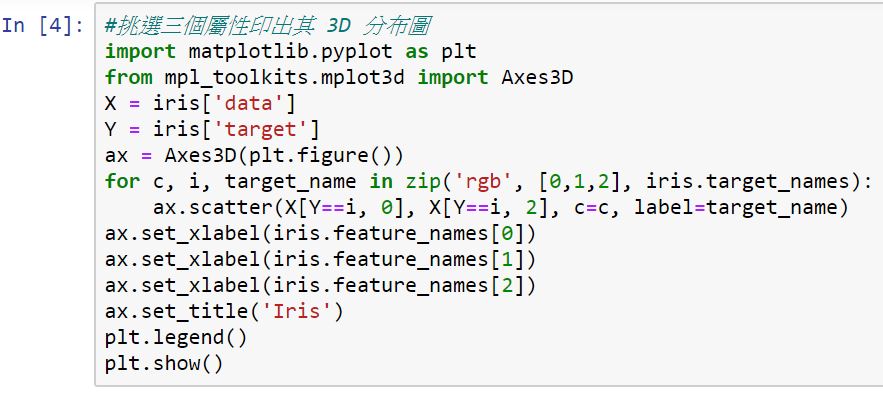 In [4]: #挑選三個屬性印出其 3D 分布圖
import matplotlib.pyplot as plt
from mpl_toolkits.mplot3d import Axes3D
X = iris['data']
Y = iris['target']
ax = Axes3D(plt.figure())
for c, i, target_name in zip('rgb', [0,1,2], iris.target_names):
    ax.scatter(X[Y==i, 0], X[Y==i, 2], c=c, label=target_name)
ax.set_xlabel(iris.feature_names[0])
ax.set_xlabel(iris.feature_names[1])
ax.set_xlabel(iris.feature_names[2])
ax.set_title('Iris')
plt.legend()
plt.show()